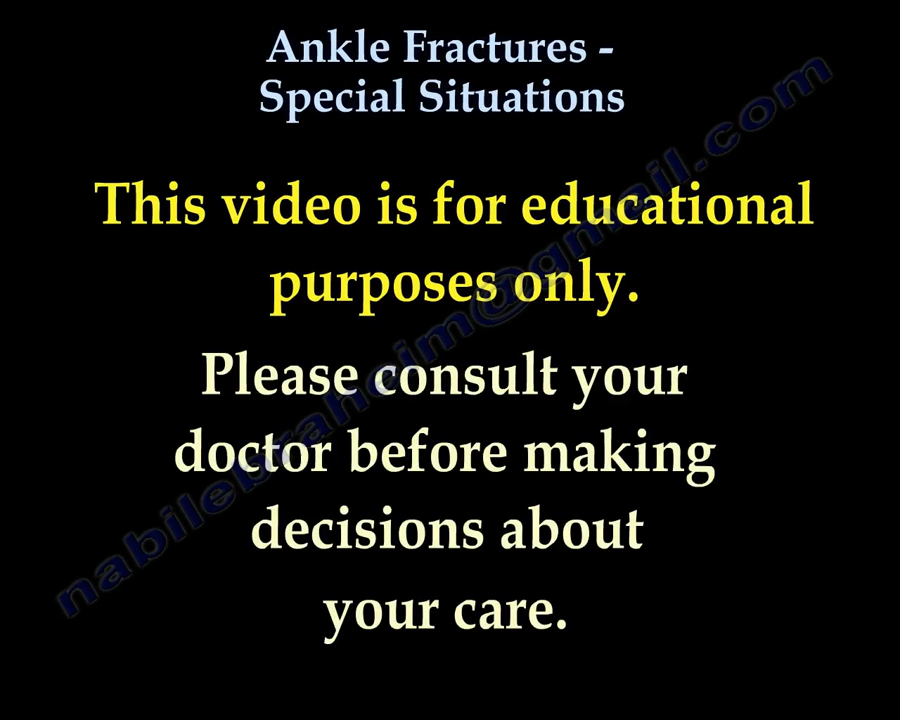 Ankle Fractures -
Special Situations
This video is for educational
purposes only.
Please consult your
doctor before making
decisions about
your care.
nabilebraheim@gmail.com